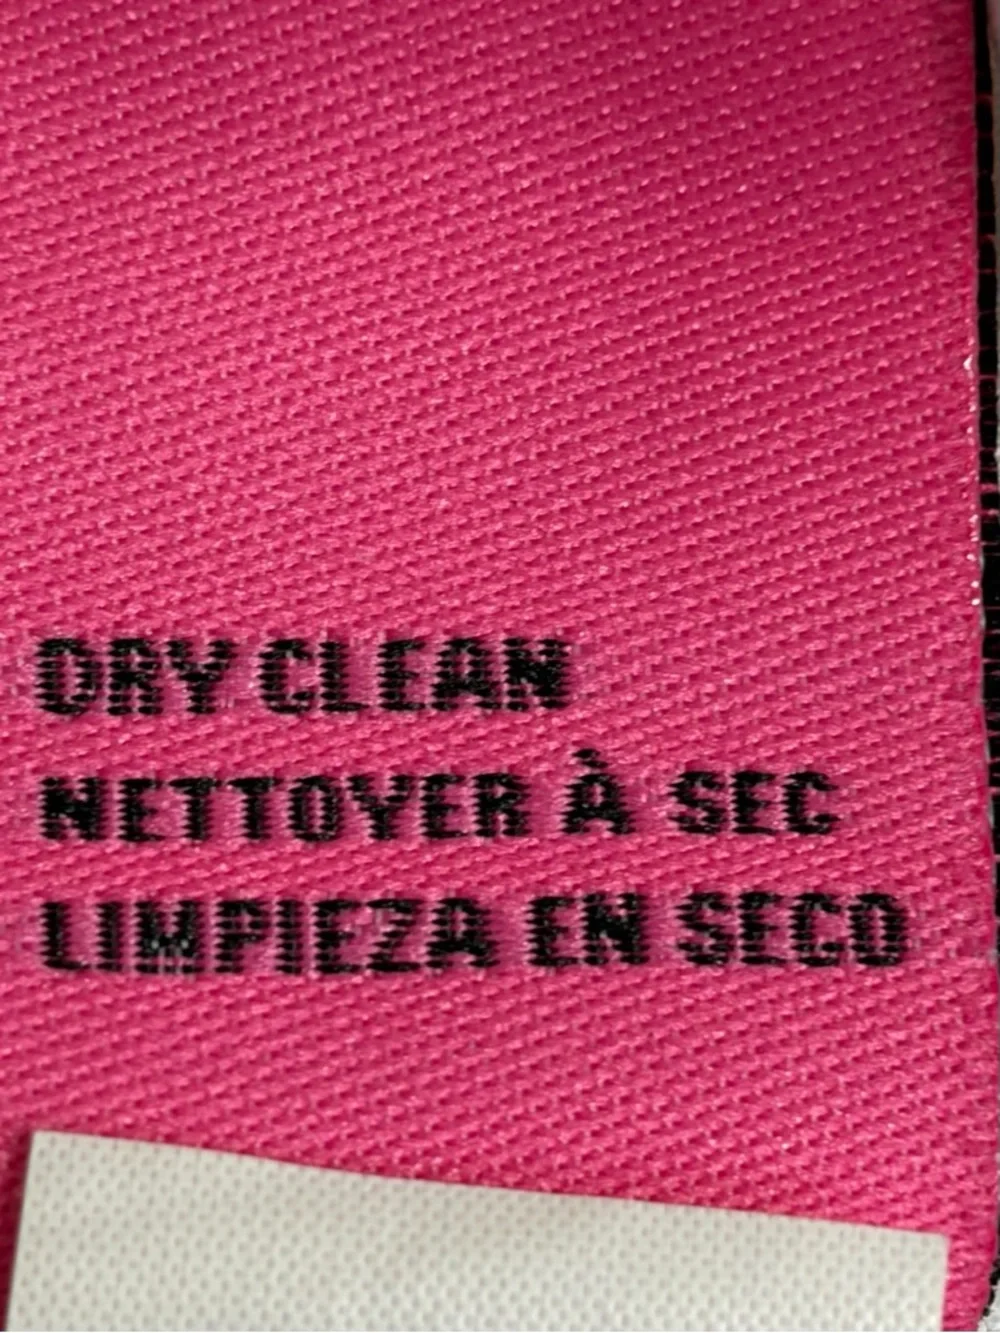 DRY CLEAN
NETTOYER À SEC
LIMPIEZA EN SECO